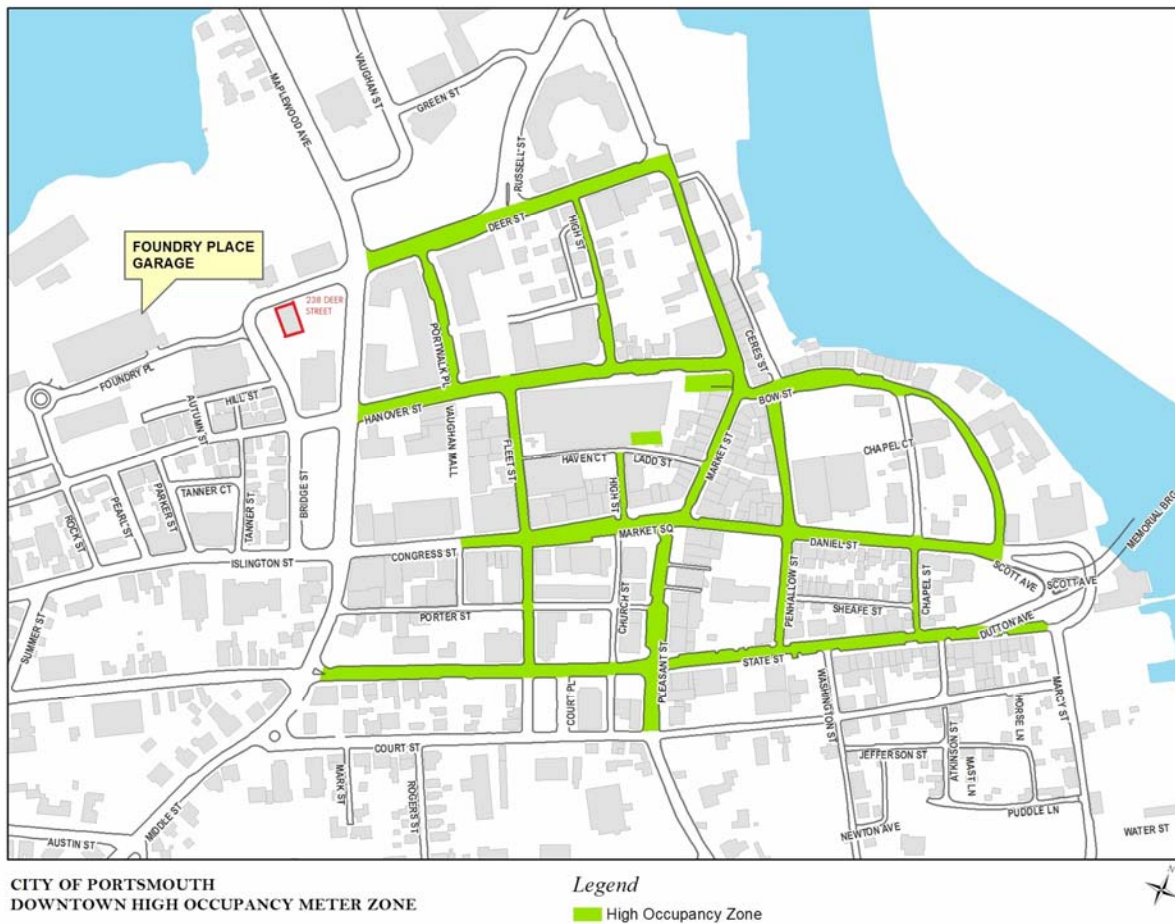 MAPLEWOOD AVE
VAUGHAN ST
GREEN ST
RUSSELL ST
DEER ST
HIGH ST
FOUNDRY PLACE
GARAGE
238 DEER
STREET
PORTWALK PL
CERES ST
FOUNDRY PL
HILL ST
AUTUMN ST
HANOVER ST
VAUGHAN MALL
FLEET ST
BOW ST
MARKET ST
CHAPEL CT
HAVEN CT
LADD ST
HIGH ST
ROCK ST
PEARL ST
PARKER ST
TANNER CT
TANNER ST
BRIDGE ST
MARKET SQ
CONGRESS ST
ISLINGTON ST
DANIEL ST
PENHALLOW ST
CHAPEL ST
SCOTT AVE
SCOTT AVE
MEMORIAL BRG
SUMMER ST
PORTER ST
CHURCH ST
SHEAFE ST
DUTTON AVE
STATE ST
PLEASANT ST
COURT PL
WASHINGTON ST
MARCY ST
HORSE LN
COURT ST
MARK ST
ROGERS ST
MIDDLE ST
JEFFERSON ST
ATKINSON ST
MAST LN
PUDDLE LN
NEWTON AVE
WATER ST
AUSTIN ST
CITY OF PORTSMOUTH
DOWNTOWN HIGH OCCUPANCY METER ZONE
Legend
High Occupancy Zone
N